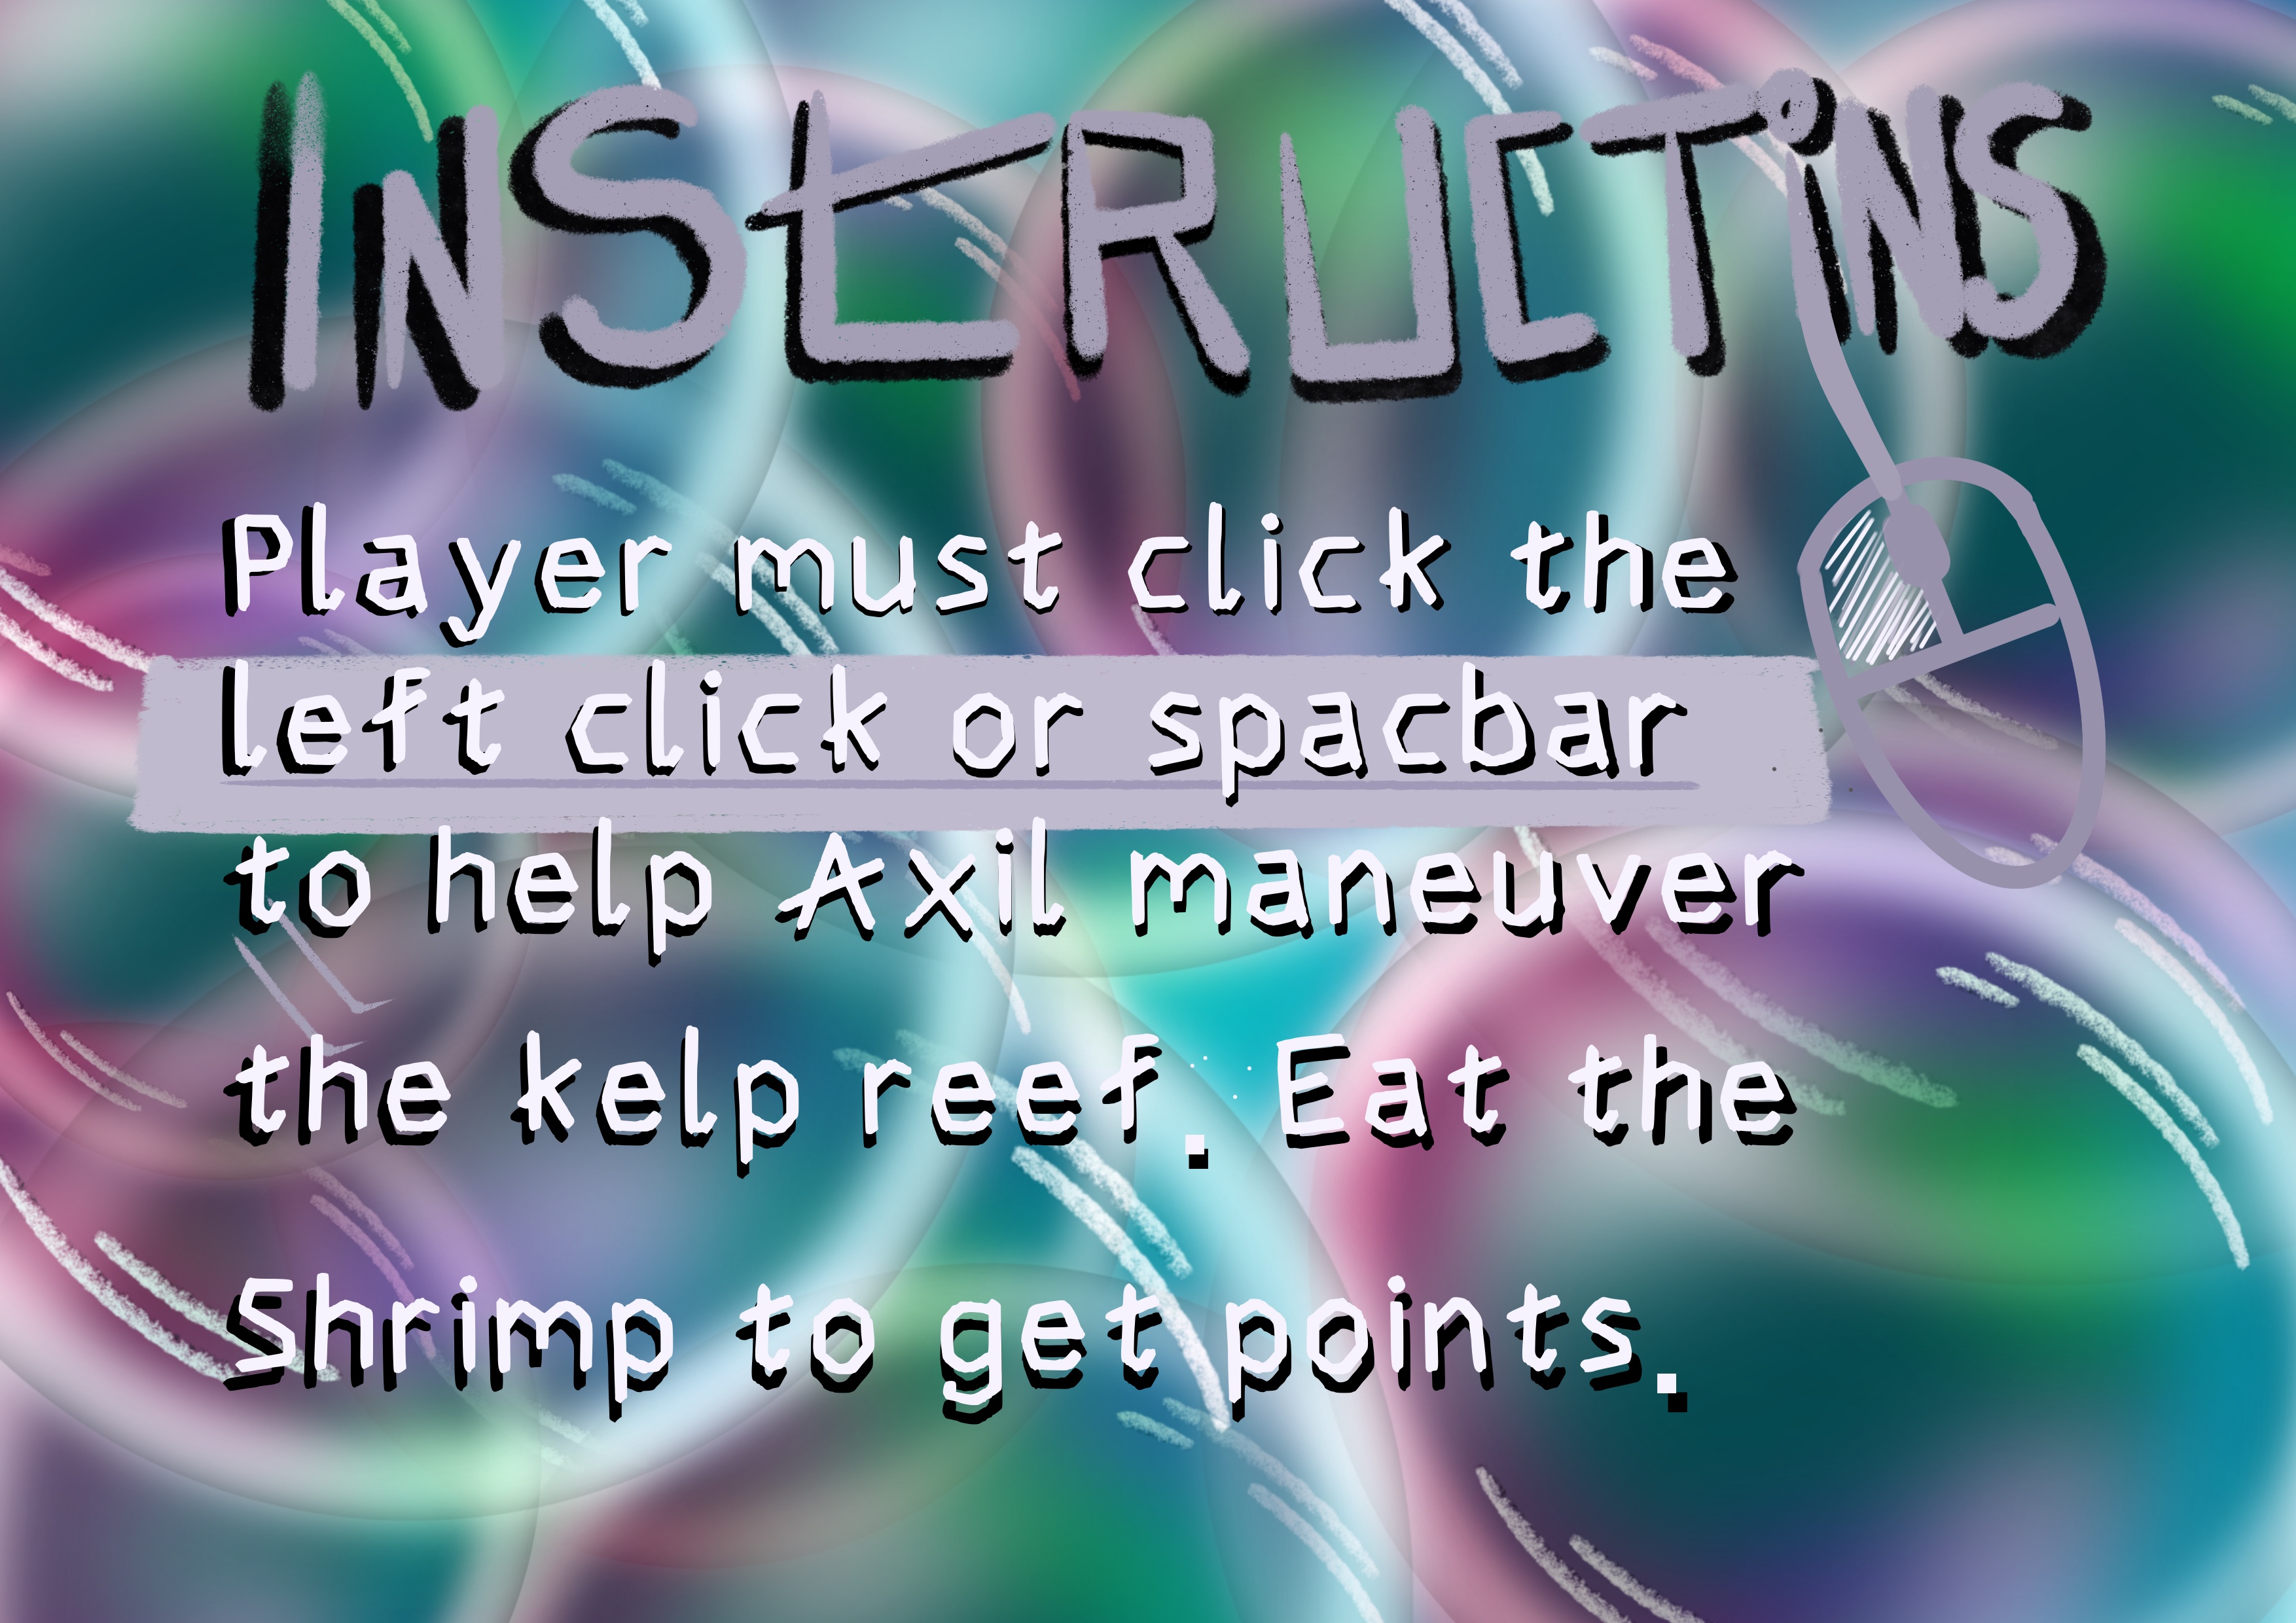 INStRUCTiNS
Player must click the
left click or spacbar
to help Axil maneuver
the kelp reef. Eat the
Shrimp to get points.